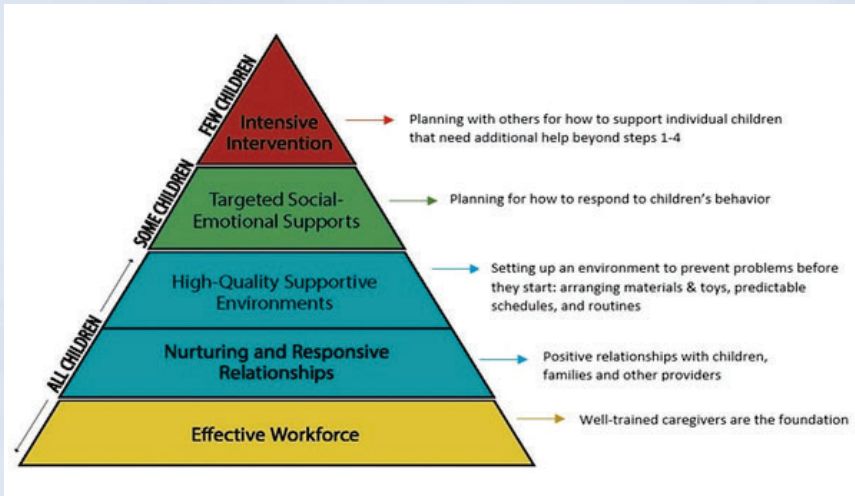 FEW CHILDREN
Intensive
Intervention
Planning with others for how to support individual children
that need additional help beyond steps 1-4
SOME CHILDREN
Targeted Social-
Emotional Supports
Planning for how to respond to children's behavior
ALL CHILDREN
High-Quality Supportive
Environments
Setting up an environment to prevent problems before
they start: arranging materials & toys, predictable
schedules, and routines
Nurturing and Responsive
Relationships
Positive relationships with children,
families and other providers
Effective Workforce
Well-trained caregivers are the foundation